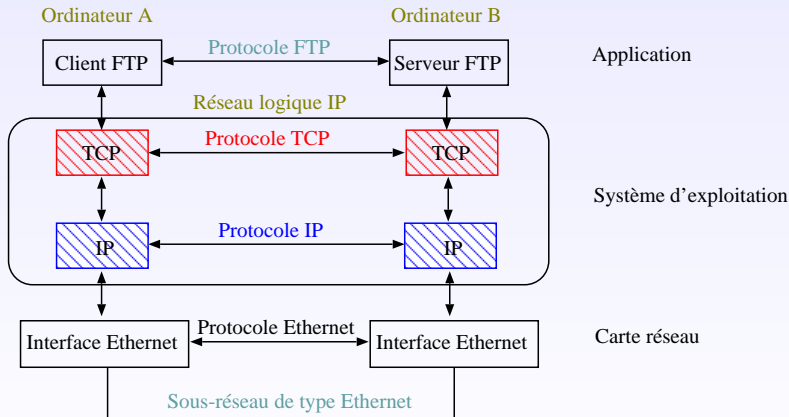 Ordinateur A
Ordinateur B
Protocole FTP
Client FTP
Serveur FTP
Application
Réseau logique IP
Protocole TCP
TCP
TCP
Système d'exploitation
Protocole IP
IP
IP
Protocole Ethernet
Interface Ethernet
Interface Ethernet
Carte réseau
Sous-réseau de type Ethernet